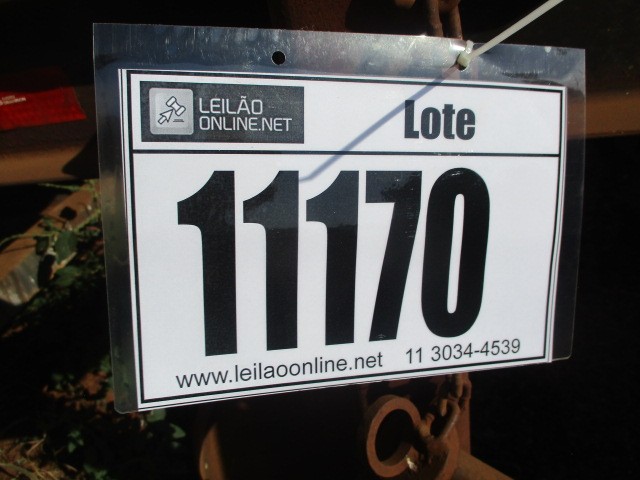 LEILÃO
ONLINE.NET
Lote
11170
www.leilaoonline.net 11 3034-4539